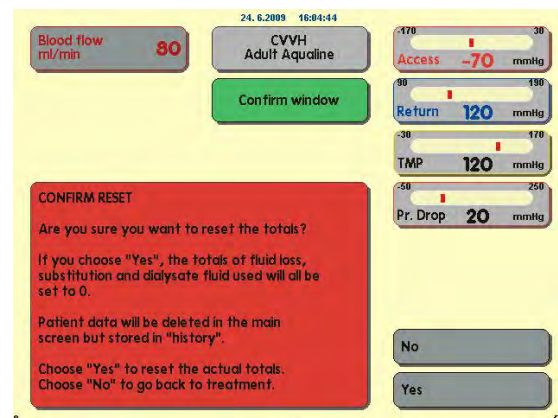 24. 6.2009 16:04:44
Blood flow
ml/min 80
CVVH
Adult Aqualine
Confirm window
-170 30
Access -70 mmHg
90 190
Return 120 mmHg
-30 170
TMP 120 mmHg
-50 250
Pr. Drop 20 mmHg
CONFIRM RESET
Are you sure you want to reset the totals?
If you choose "Yes", the totals of fluid loss,
substitution and dialysate fluid used will all be
set to 0.
Patient data will be deleted in the main
screen but stored in "history".
Choose "Yes" to reset the actual totals.
Choose "No" to go back to treatment.
No
Yes